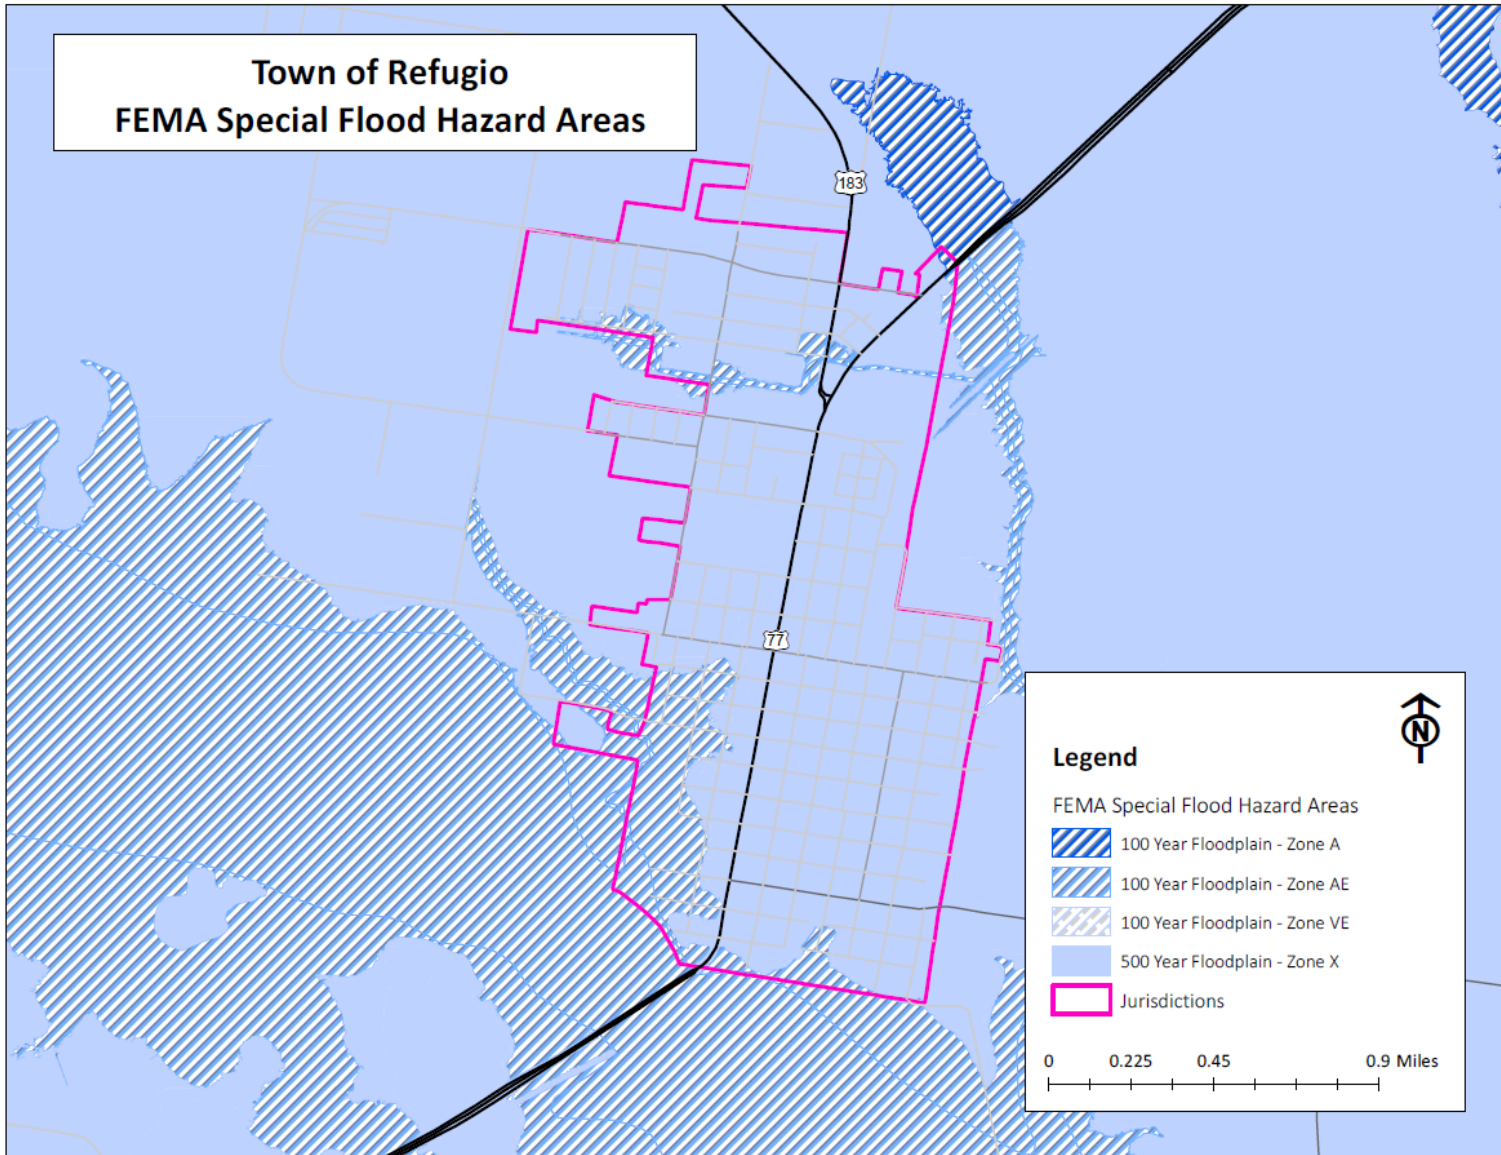 Town of Refugio
FEMA Special Flood Hazard Areas
183
77
N
Legend
FEMA Special Flood Hazard Areas
100 Year Floodplain - Zone A
100 Year Floodplain - Zone AE
100 Year Floodplain - Zone VE
500 Year Floodplain - Zone X
Jurisdictions
0 0.225 0.45 0.9 Miles